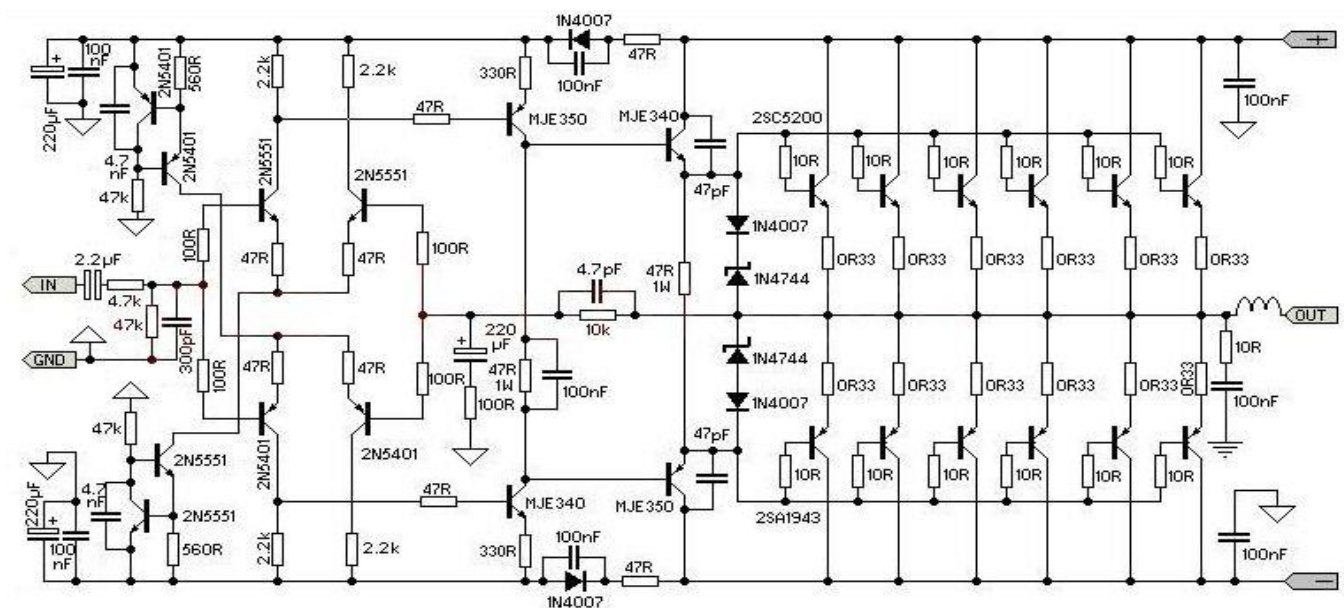 1N4007
+
47R
100nF
100
nF
2N5401
560R
220µF
2N5401
4.7
nF
47k
2.2k
2.2k
330R
47R
MJE350
MJE340
100nF
2SC5200
47pF
10R
10R
10R
10R
10R
10R
2N5551
2N5551
100R
47R
47R
100R
1N4007
1N4744
0R33
0R33
0R33
0R33
0R33
0R33
2.2µF
IN
4.7k
47k
GND
300pF
100R
4.7pF
10k
47R
1W
OUT
220
µF
47R
47R
100R
100R
47R
1W
100nF
1N4744
1N4007
10R
100nF
0R33
0R33
0R33
0R33
0R33
0R33
47k
2N5551
2N5401
2N5401
47pF
10R
10R
10R
10R
10R
10R
220µF
4.7
nF
100
nF
2N5551
560R
2.2k
2.2k
47R
MJE340
MJE350
2SA1943
330R
100nF
47R
1N4007
100nF
−